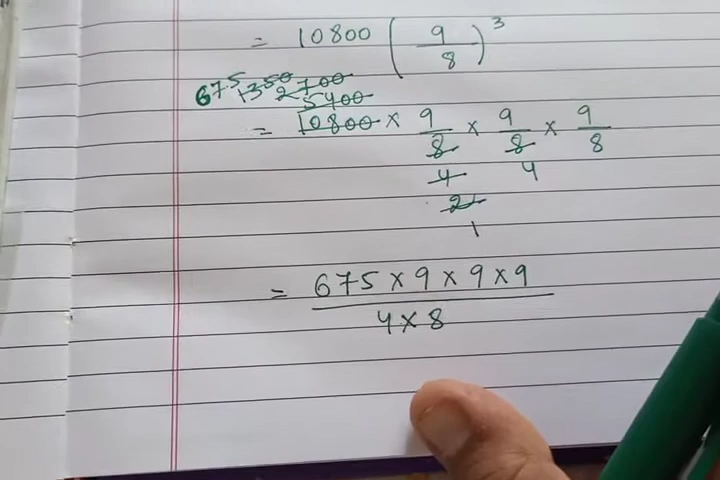 = 10800 (9/8)³
675 1350 2700
5400
= 10800 × 9/8 × 9/8 × 9/8
4 4
2
1
= 675 × 9 × 9 × 9
4 × 8